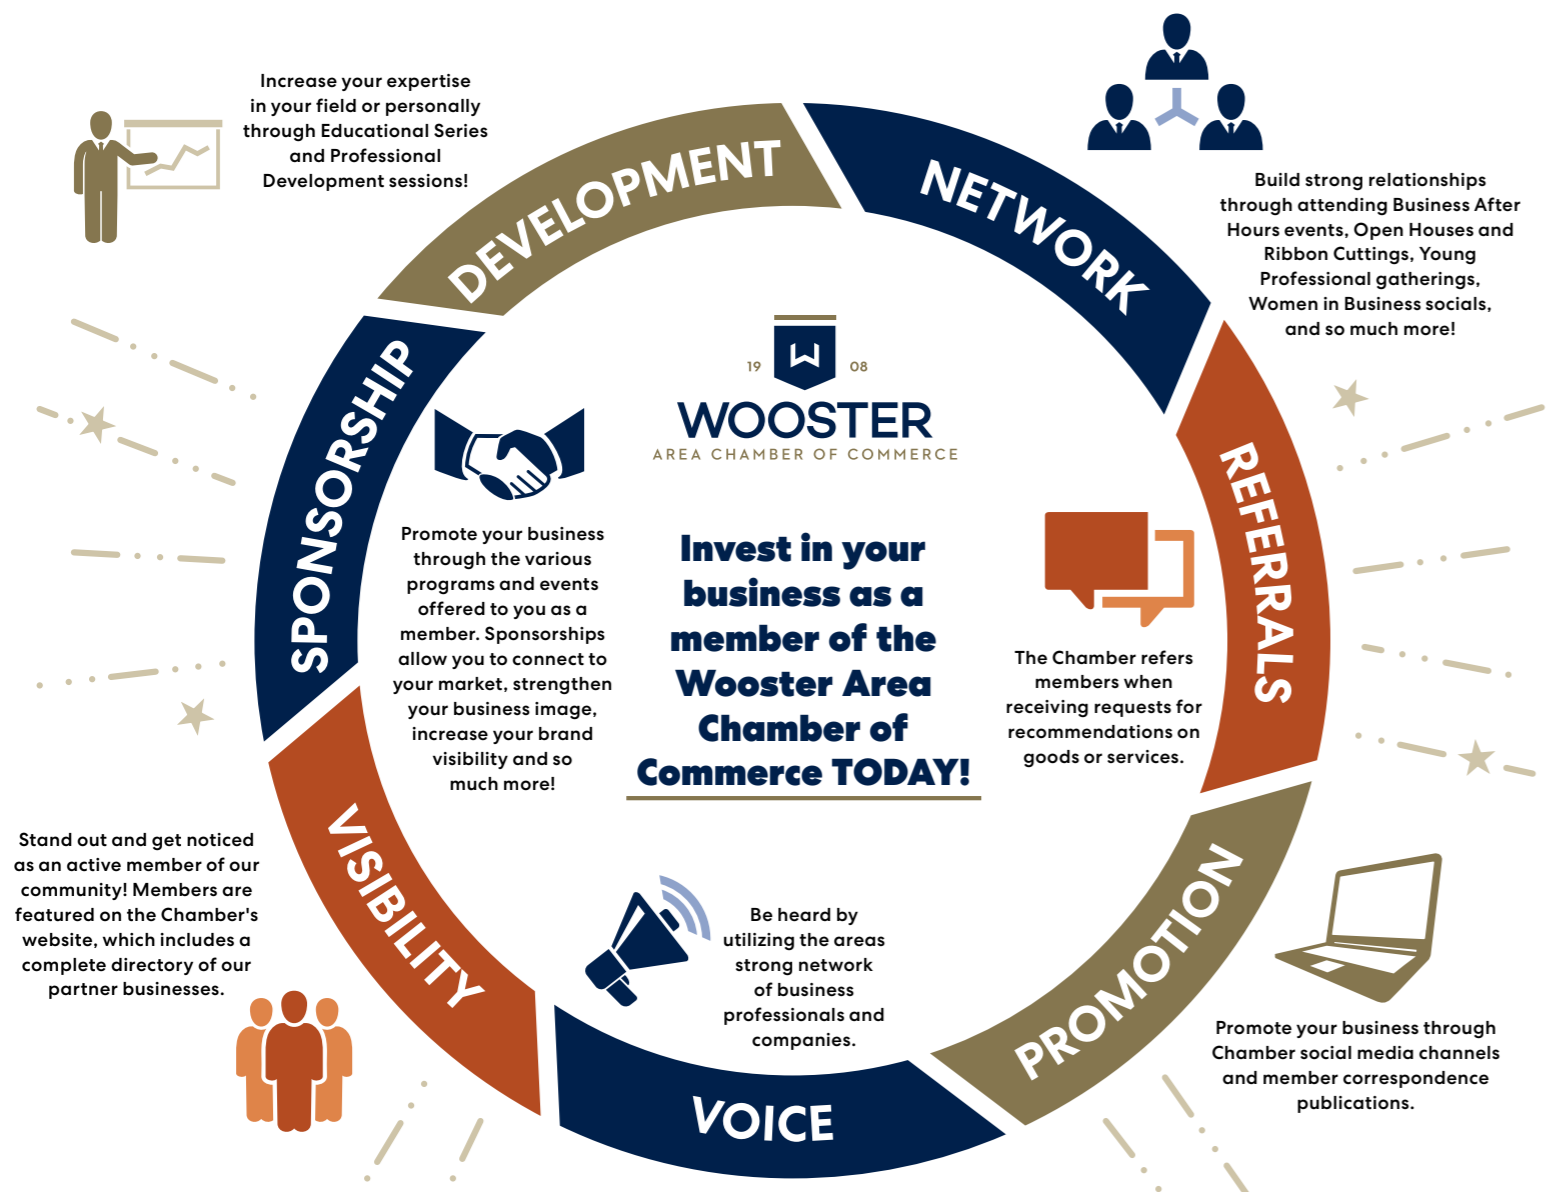 Increase your expertise
in your field or personally
through Educational Series
and Professional
Development sessions!
DEVELOPMENT
NETWORK
Build strong relationships
through attending Business After
Hours events, Open Houses and
Ribbon Cuttings, Young
Professional gatherings,
Women in Business socials,
and so much more!
SPONSORSHIP
Promote your business
through the various
programs and events
offered to you as a
member. Sponsorships
allow you to connect to
your market, strengthen
your business image,
increase your brand
visibility and so
much more!
19 W 08
WOOSTER
AREA CHAMBER OF COMMERCE
Invest in your
business as a
member of the
Wooster Area
Chamber of
Commerce TODAY!
REFERRALS
The Chamber refers
members when
receiving requests for
recommendations on
goods or services.
VISIBILITY
Stand out and get noticed
as an active member of our
community! Members are
featured on the Chamber's
website, which includes a
complete directory of our
partner businesses.
Be heard by
utilizing the areas
strong network
of business
professionals and
companies.
VOICE
PROMOTION
Promote your business through
Chamber social media channels
and member correspondence
publications.